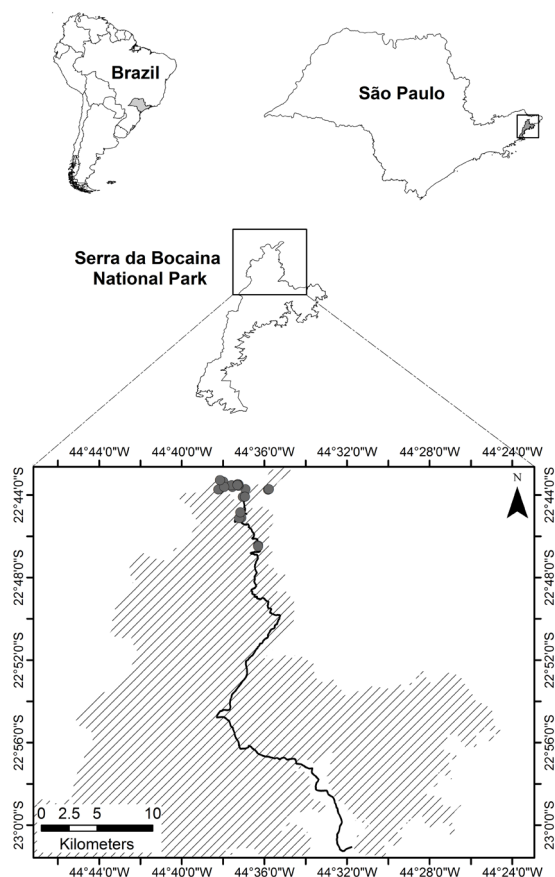 Brazil
São Paulo
Serra da Bocaina
National Park
44°44'0"W 44°40'0"W 44°36'0"W 44°32'0"W 44°28'0"W 44°24'0"W
N
22°44'0"S 22°44'0"S
22°48'0"S 22°48'0"S
22°52'0"S 22°52'0"S
22°56'0"S 22°56'0"S
23°0'0"S 23°0'0"S
0 2.5 5 10
Kilometers
44°44'0"W 44°40'0"W 44°36'0"W 44°32'0"W 44°28'0"W 44°24'0"W